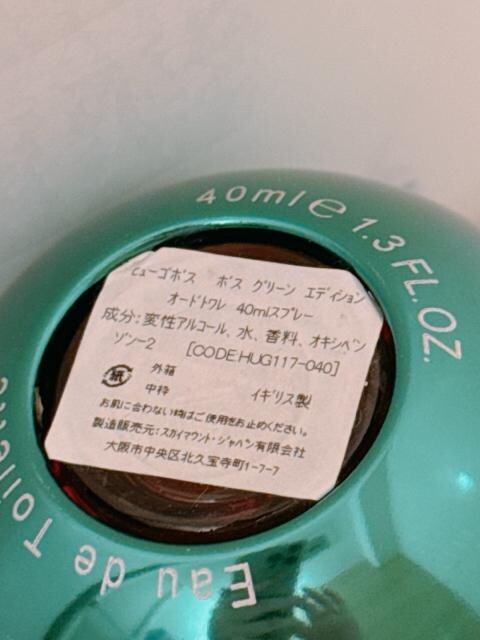 40ml e 1.3 FL.OZ.
ヒューゴボス ボス グリーン エディション
オードトワレ 40mlスプレー
成分：変性アルコール、水、香料、オキシベン
ゾン−2 [CODE.HUG117-040]
紙 外箱
中枠 イギリス製
お肌に合わない時はご使用をお止めください。
製造販売元：スカイマウント・ジャパン有限会社
大阪市中央区北久宝寺町1-7-7
Eau de Toilette